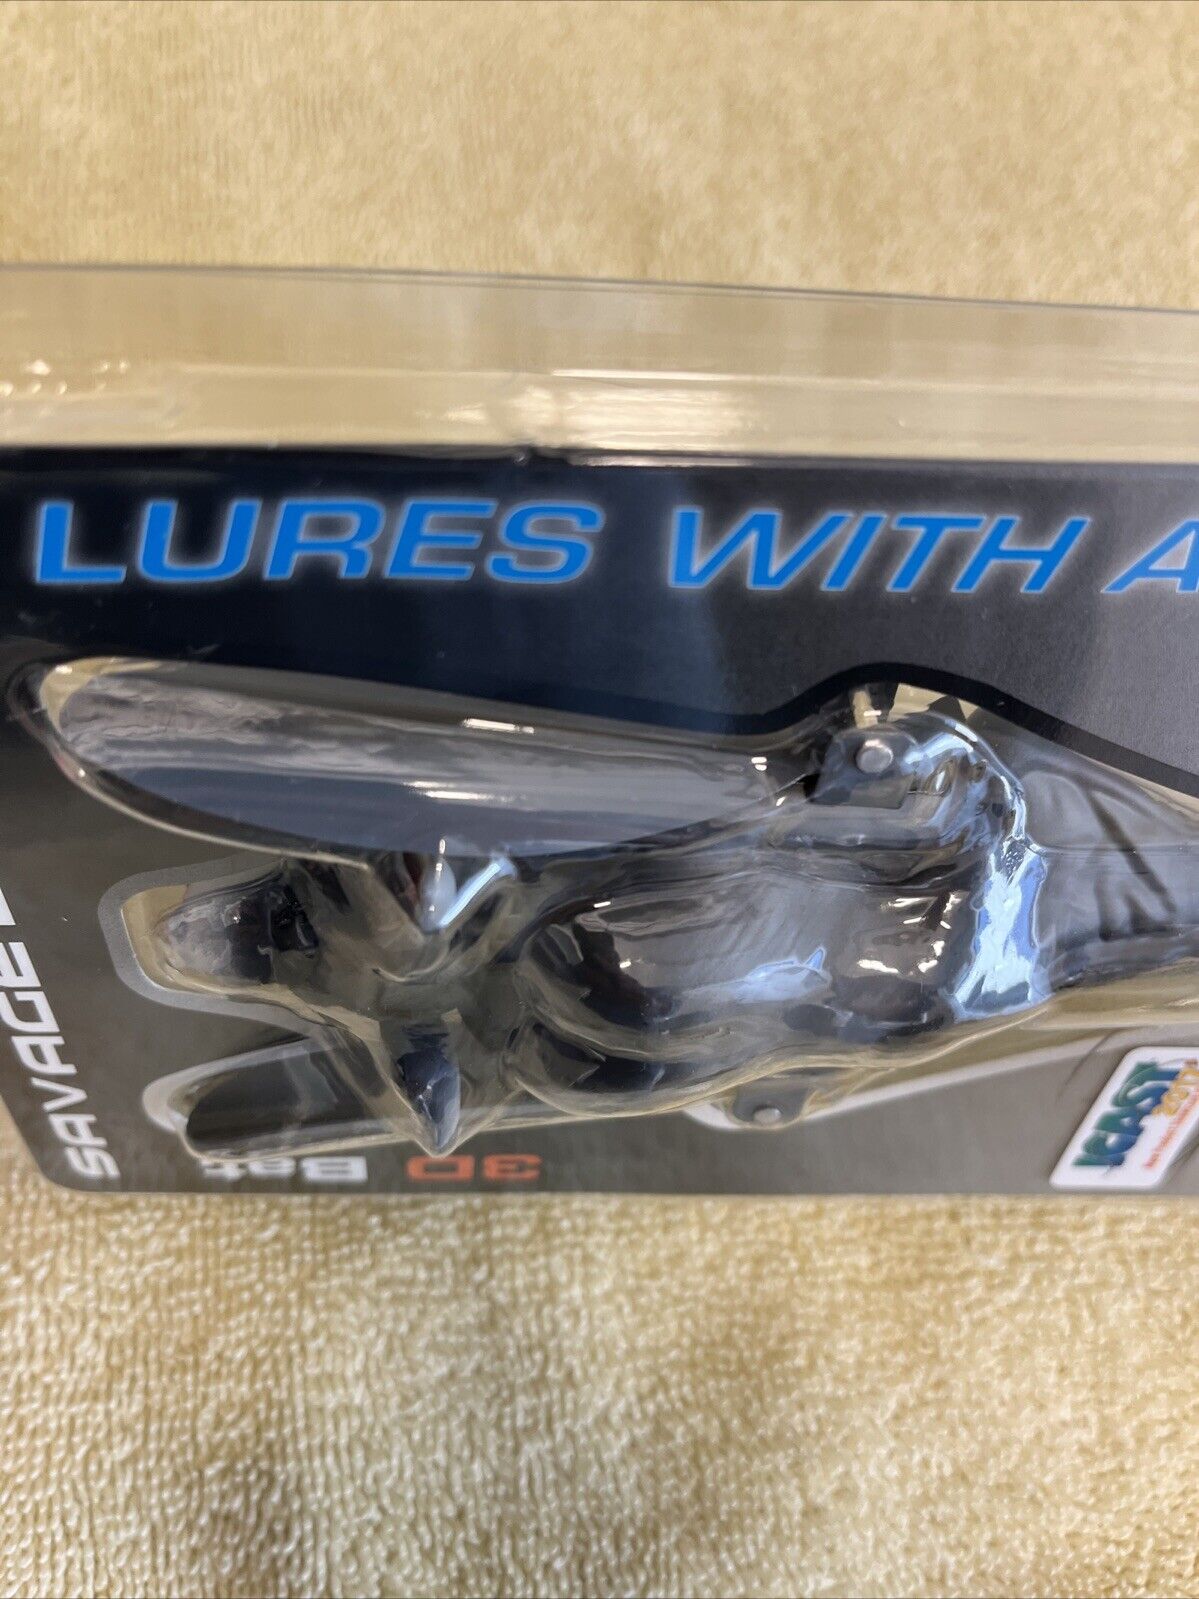 LURES WITH A
SAVAGE
3D Bat
ICAST